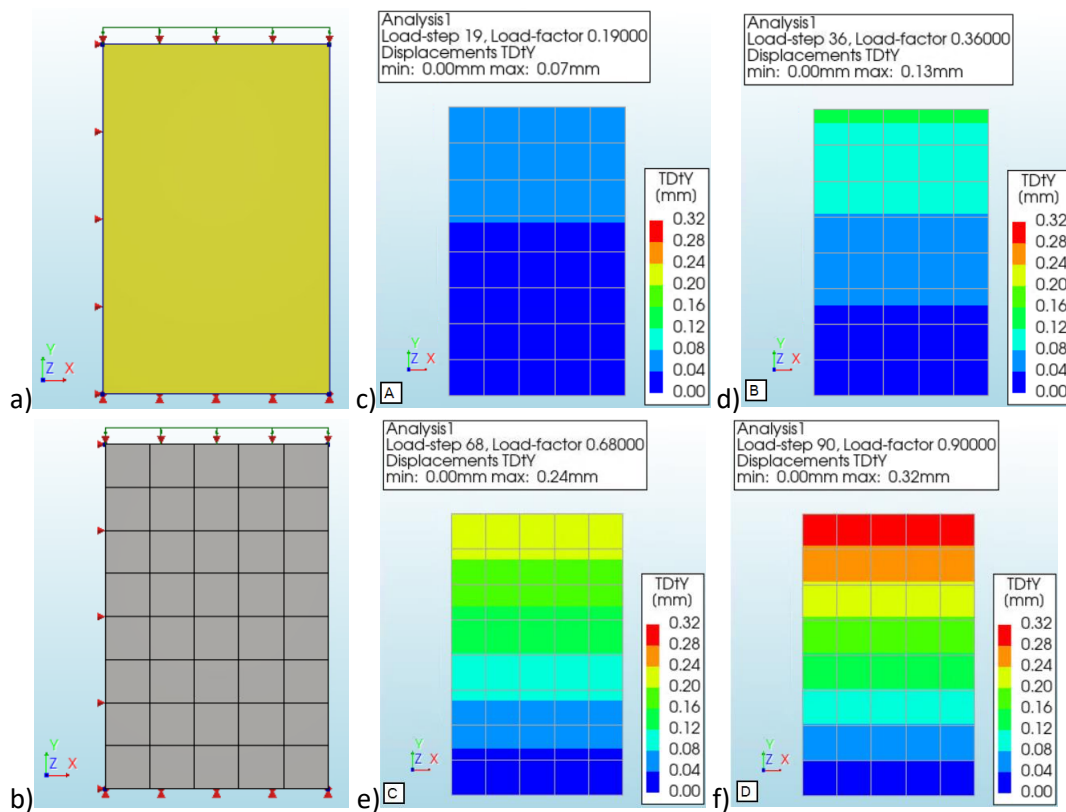 Analysis1
Load-step 19, Load-factor 0.19000
Displacements TDtY
min: 0.00mm max: 0.07mm
TDtY
(mm)
0.32
0.28
0.24
0.20
0.16
0.12
0.08
0.04
0.00
Y
Z X
a)
Y
Z X
c) A
Analysis1
Load-step 36, Load-factor 0.36000
Displacements TDtY
min: 0.00mm max: 0.13mm
TDtY
(mm)
0.32
0.28
0.24
0.20
0.16
0.12
0.08
0.04
0.00
Y
Z X
d) B
Y
Z X
b)
Analysis1
Load-step 68, Load-factor 0.68000
Displacements TDtY
min: 0.00mm max: 0.24mm
TDtY
(mm)
0.32
0.28
0.24
0.20
0.16
0.12
0.08
0.04
0.00
Y
Z X
e) C
Analysis1
Load-step 90, Load-factor 0.90000
Displacements TDtY
min: 0.00mm max: 0.32mm
TDtY
(mm)
0.32
0.28
0.24
0.20
0.16
0.12
0.08
0.04
0.00
Y
Z X
f) D